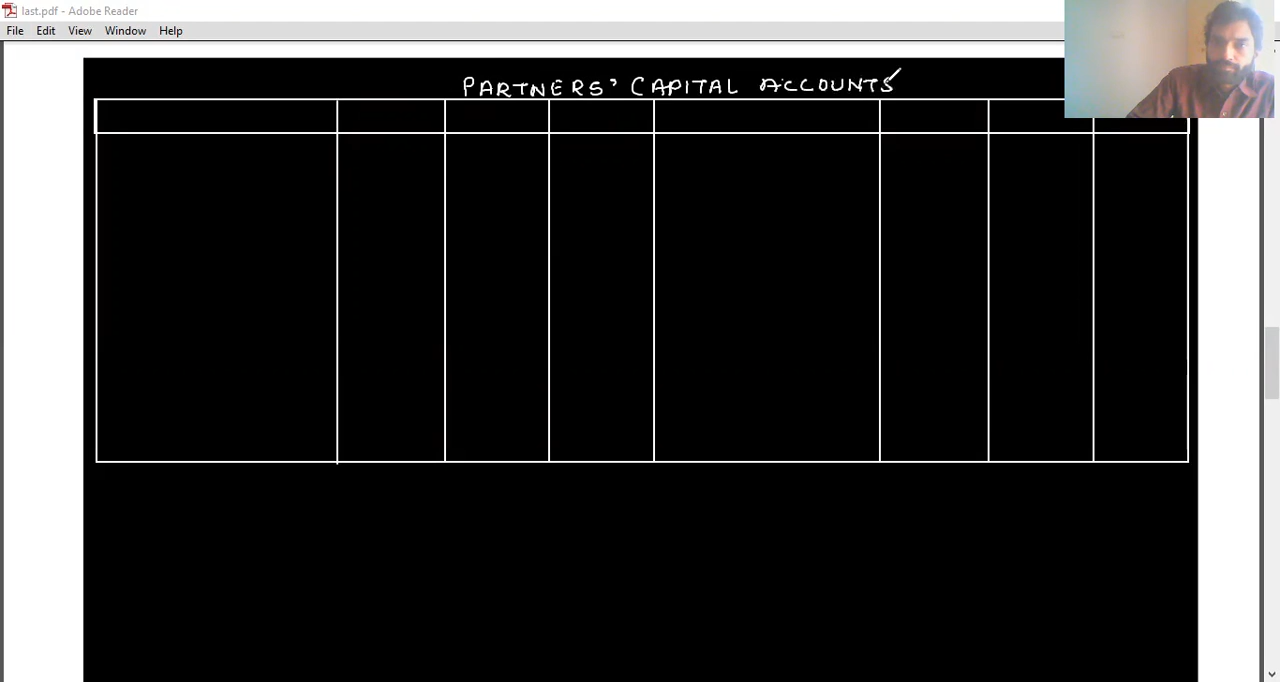 last.pdf - Adobe Reader
File Edit View Window Help
PARTNERS' CAPITAL ACCOUNTS